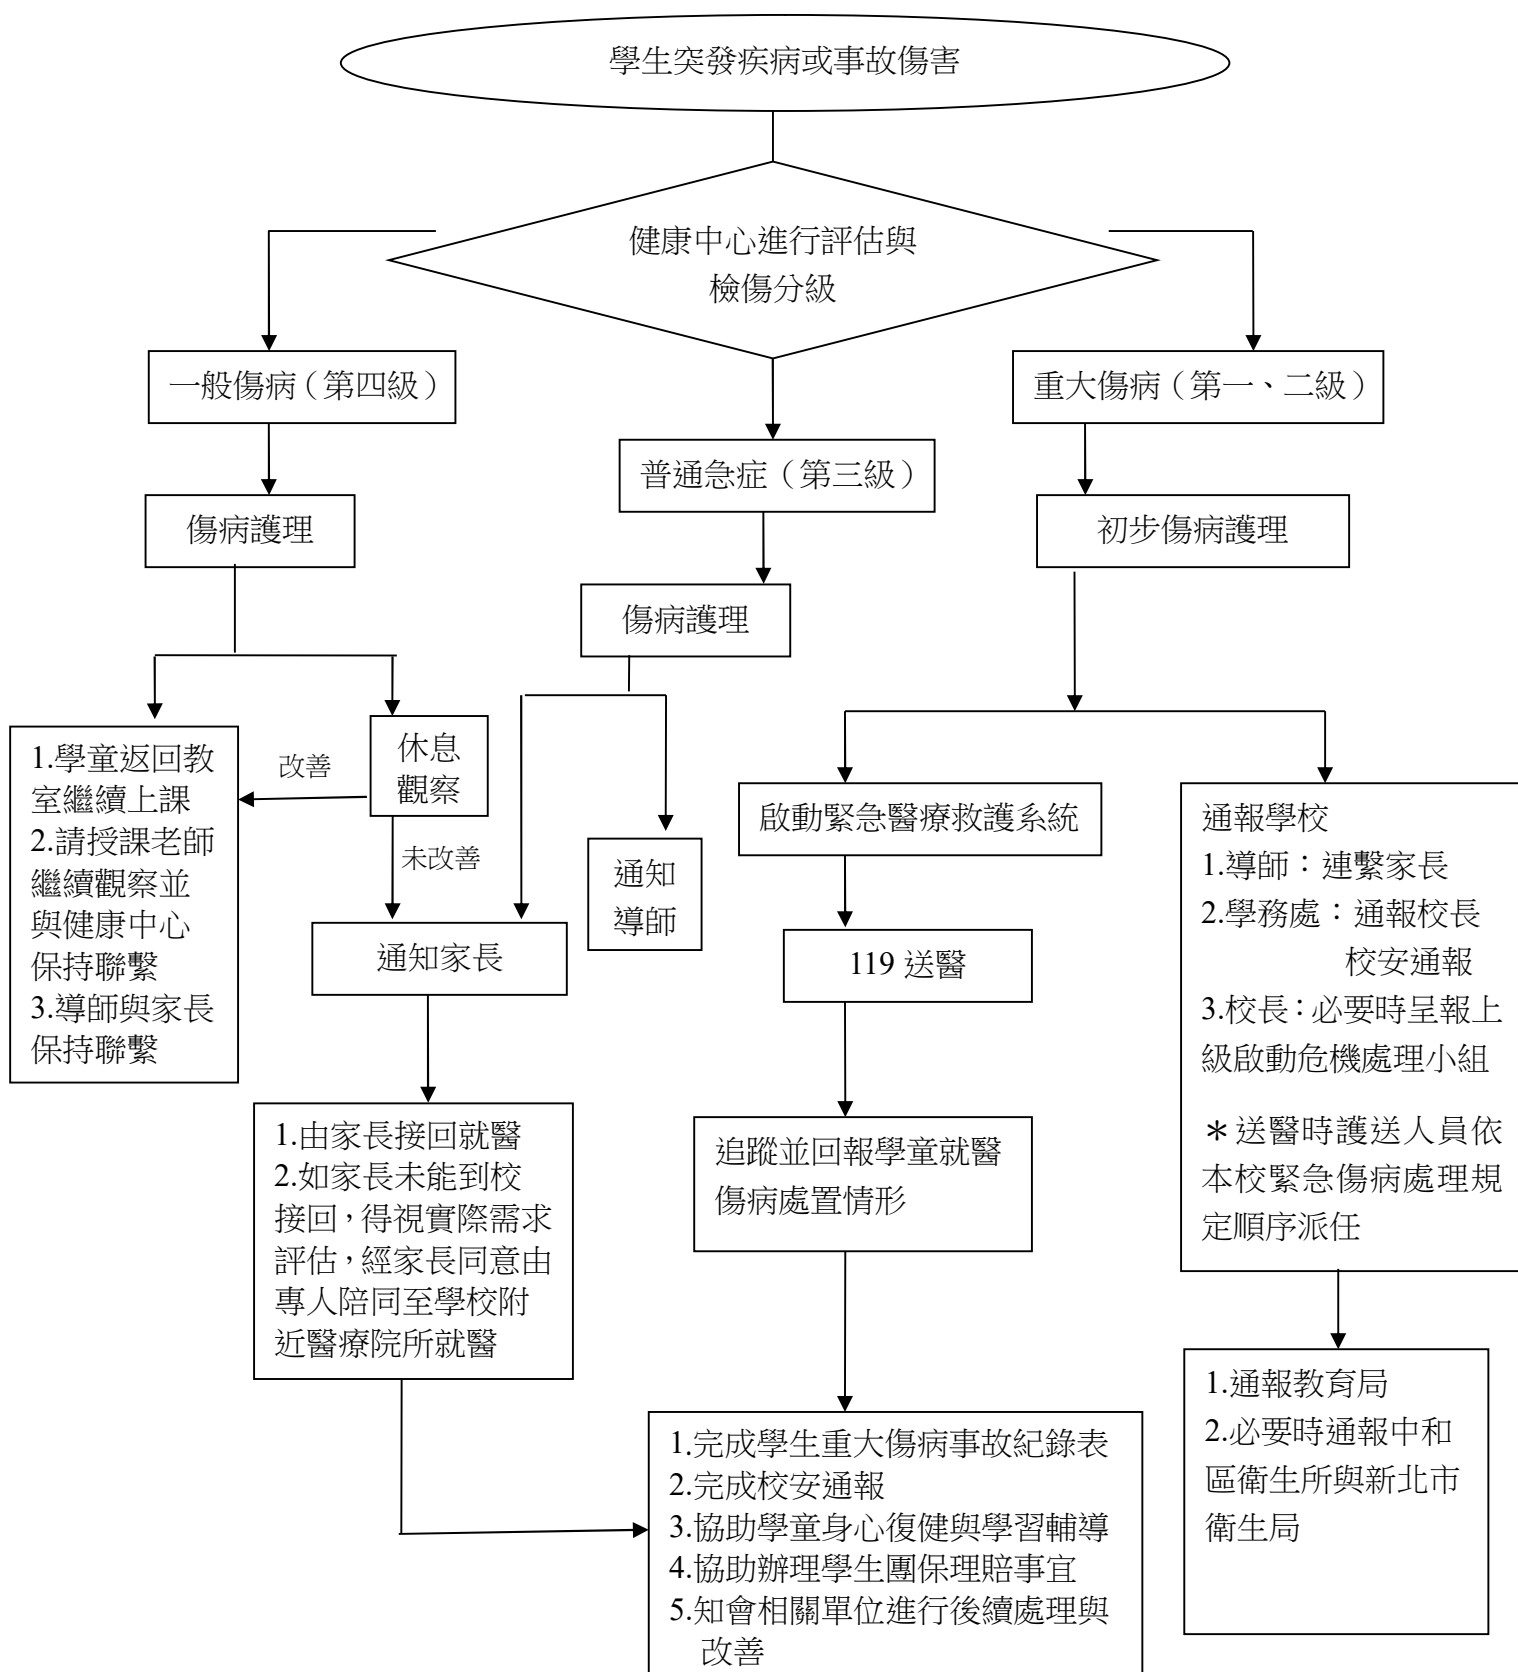 學生突發疾病或事故傷害
健康中心進行評估與
檢傷分級
一般傷病（第四級）
重大傷病（第一、二級）
普通急症（第三級）
傷病護理
初步傷病護理
傷病護理
1.學童返回教
室繼續上課
2.請授課老師
繼續觀察並
與健康中心
保持聯繫
3.導師與家長
保持聯繫
改善
休息
觀察
未改善
通知
導師
通知家長
啟動緊急醫療救護系統
119 送醫
通報學校
1.導師：連繫家長
2.學務處：通報校長
校安通報
3.校長：必要時呈報上
級啟動危機處理小組
＊送醫時護送人員依
本校緊急傷病處理規
定順序派任
1.由家長接回就醫
2.如家長未能到校
接回，得視實際需求
評估，經家長同意由
專人陪同至學校附
近醫療院所就醫
追蹤並回報學童就醫
傷病處置情形
1.通報教育局
2.必要時通報中和
區衛生所與新北市
衛生局
1.完成學生重大傷病事故紀錄表
2.完成校安通報
3.協助學童身心復健與學習輔導
4.協助辦理學生團保理賠事宜
5.知會相關單位進行後續處理與
改善